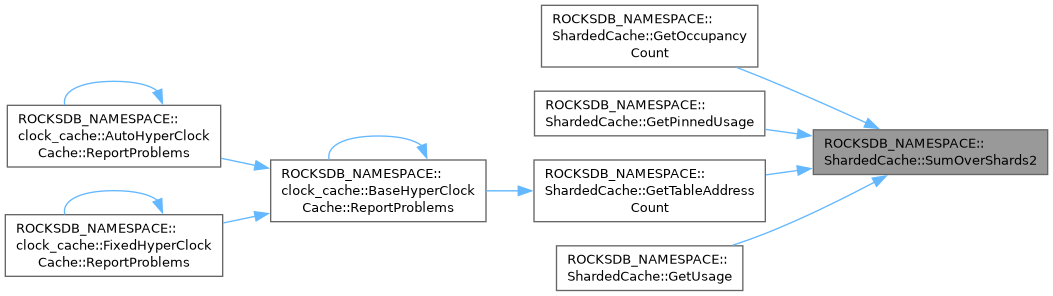 ROCKSDB_NAMESPACE::
ShardedCache::GetOccupancy
Count
ROCKSDB_NAMESPACE::
clock_cache::AutoHyperClock
Cache::ReportProblems
ROCKSDB_NAMESPACE::
ShardedCache::GetPinnedUsage
ROCKSDB_NAMESPACE::
ShardedCache::SumOverShards2
ROCKSDB_NAMESPACE::
clock_cache::BaseHyperClock
Cache::ReportProblems
ROCKSDB_NAMESPACE::
ShardedCache::GetTableAddress
Count
ROCKSDB_NAMESPACE::
clock_cache::FixedHyperClock
Cache::ReportProblems
ROCKSDB_NAMESPACE::
ShardedCache::GetUsage